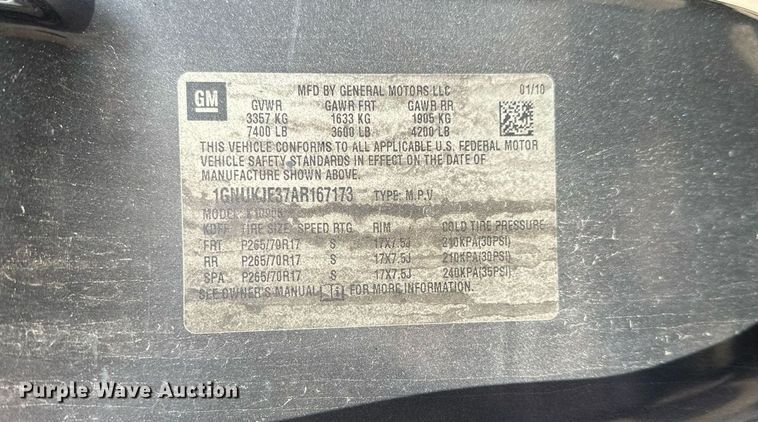 GM
MFD BY GENERAL MOTORS LLC 01/10
GVWR GAWR FRT GAWR RR
3357 KG 1633 KG 1905 KG
7400 LB 3600 LB 4200 LB
THIS VEHICLE CONFORMS TO ALL APPLICABLE U.S. FEDERAL MOTOR
VEHICLE SAFETY STANDARDS IN EFFECT ON THE DATE OF
MANUFACTURE SHOWN ABOVE.
1GNUKJE37AR167173 TYPE: M.P.V
MODEL:
TIRE SIZE SPEED RTG RIM COLD TIRE PRESSURE
FRT P265/70R17 S 17X7.5J 210KPA(30PSI)
RR P265/70R17 S 17X7.5J 210KPA(30PSI)
SPA P265/70R17 S 17X7.5J 240KPA(35PSI)
SEE OWNER'S MANUAL FOR MORE INFORMATION.
Purple Wave Auction